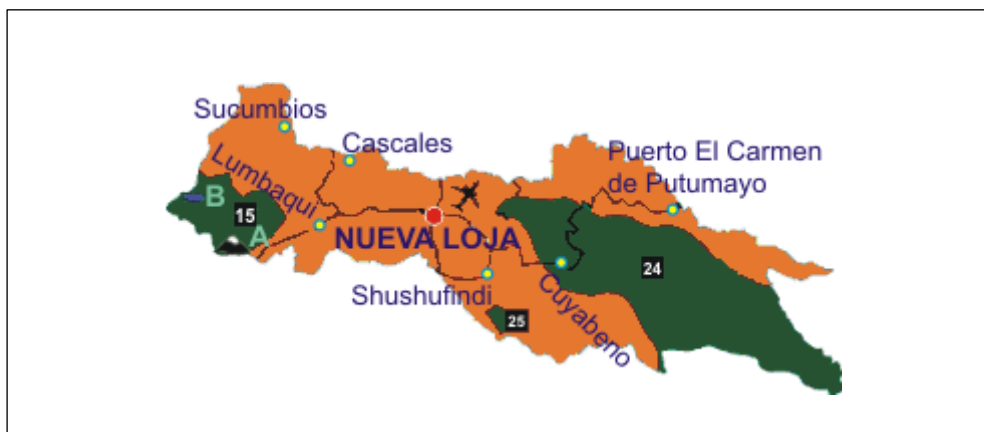 Sucumbios
Cascales
Puerto El Carmen
de Putumayo
Lumbaqui
B
15
A
NUEVA LOJA
24
Shushufindi
Cuyabeno
25